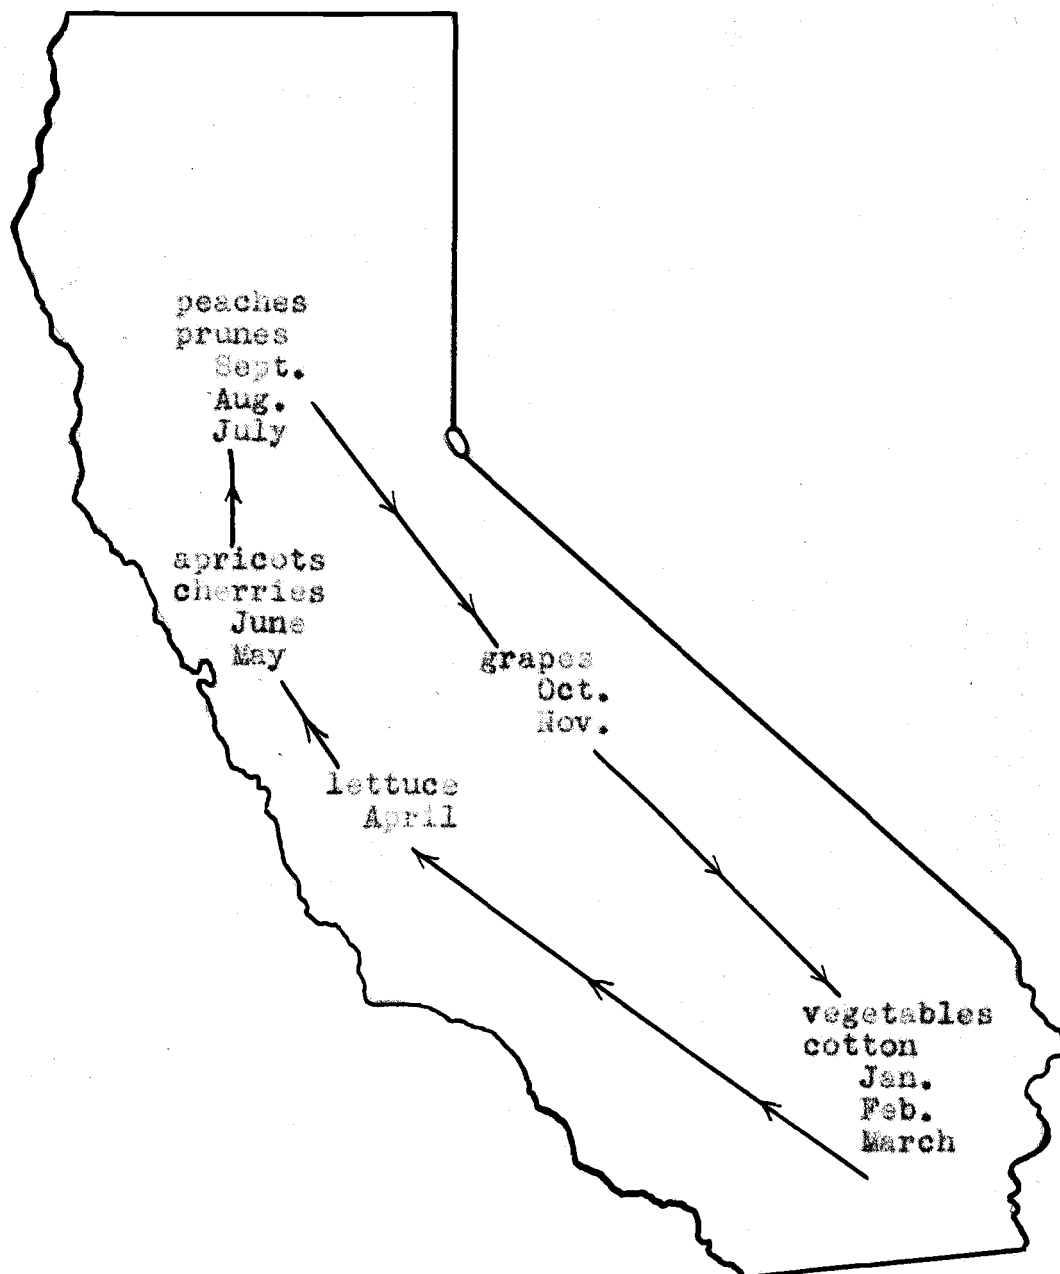 peaches
prunes
Sept.
Aug.
July
apricots
cherries
June
May
grapes
Oct.
Nov.
lettuce
April
vegetables
cotton
Jan.
Feb.
March